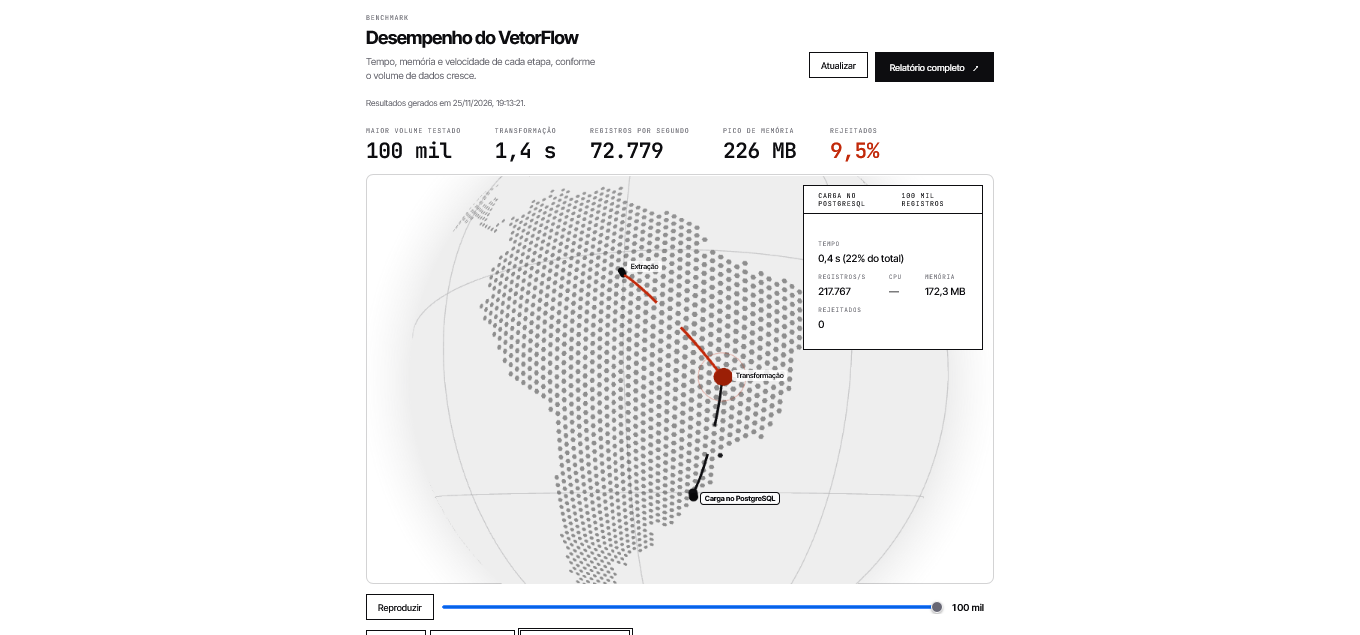 BENCHMARK
Desempenho do VetorFlow
Tempo, memória e velocidade de cada etapa, conforme
o volume de dados cresce.
Atualizar
Relatório completo ↗
Resultados gerados em 25/11/2026, 19:13:21.
MAIOR VOLUME TESTADO
100 mil
TRANSFORMAÇÃO
1,4 s
REGISTROS POR SEGUNDO
72.779
PICO DE MEMÓRIA
226 MB
REJEITADOS
9,5%
CARGA NO
POSTGRESQL
100 MIL
REGISTROS
TEMPO
0,4 s (22% do total)
REGISTROS/S
CPU
MEMÓRIA
217.767
—
172,3 MB
REJEITADOS
0
Extração
Transformação
Carga no PostgreSQL
Reproduzir
100 mil